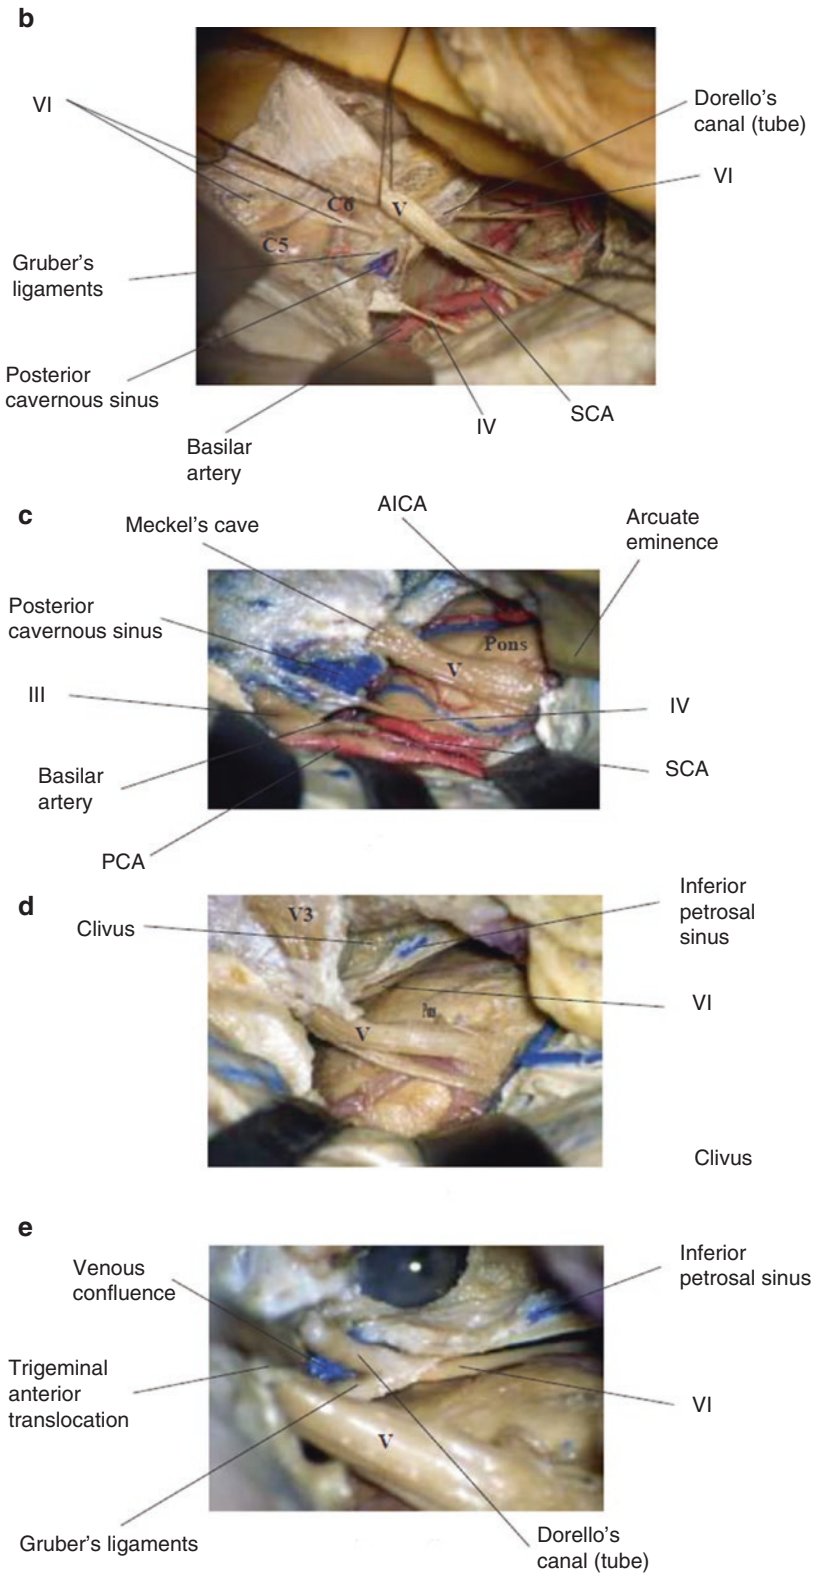 b
VI
Dorello's
canal (tube)
VI
C6
V
C5
Gruber's
ligaments
Posterior
cavernous sinus
SCA
IV
Basilar
artery
c
AICA
Meckel's cave
Arcuate
eminence
Posterior
cavernous sinus
Pons
V
III
IV
SCA
Basilar
artery
PCA
d
Inferior
petrosal
sinus
V3
Clivus
VI
Pons
V
Clivus
e
Venous
confluence
Inferior
petrosal sinus
Trigeminal
anterior
translocation
VI
V
Gruber's ligaments
Dorello's
canal (tube)